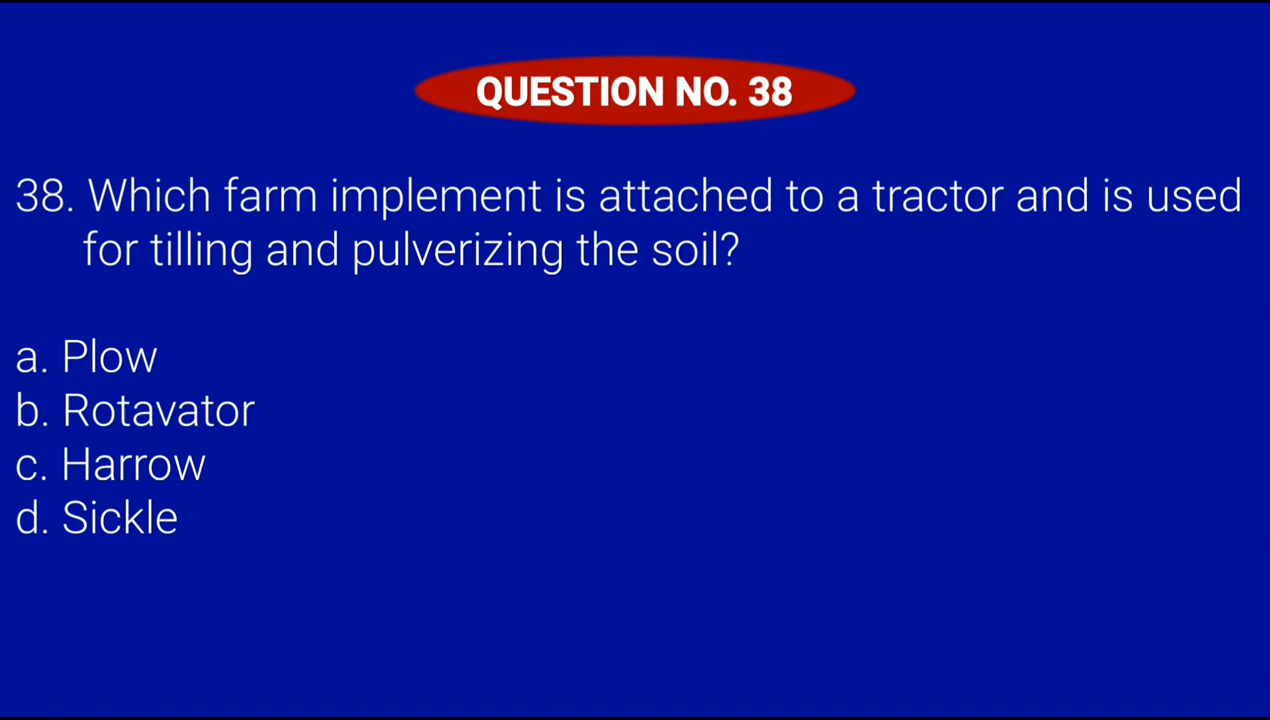 QUESTION NO. 38
38. Which farm implement is attached to a tractor and is used
for tilling and pulverizing the soil?
a. Plow
b. Rotavator
c. Harrow
d. Sickle